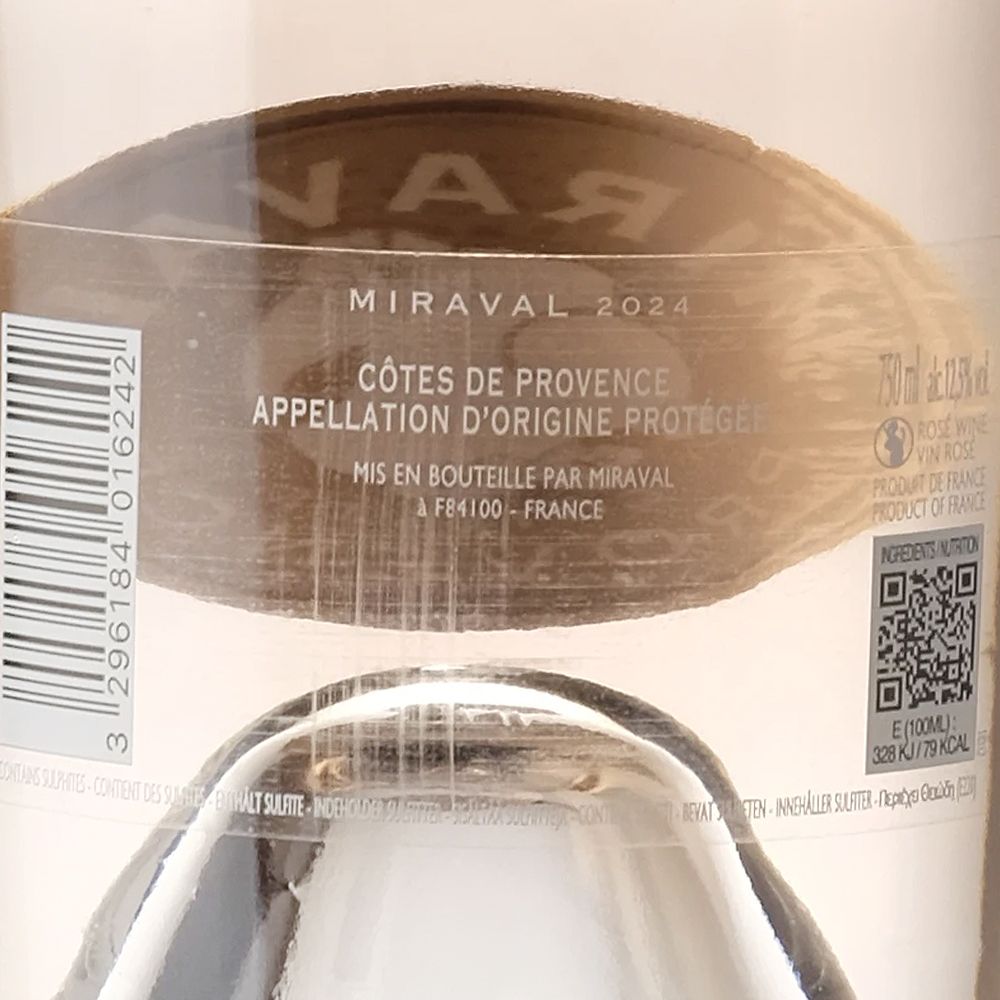 MIRAVAL 2024
CÔTES DE PROVENCE
APPELLATION D'ORIGINE PROTÉGÉE
MIS EN BOUTEILLE PAR MIRAVAL
à F84100 - FRANCE
3 296184 016242
750 ml alc.12,5% vol.
ROSÉ WINE
VIN ROSÉ
PRODUIT DE FRANCE
PRODUCT OF FRANCE
INGREDIENTS / NUTRITION
E (100ML) :
328 KJ / 79 KCAL
CONTAINS SULPHITES - CONTIENT DES SULFITES - ENTHÄLT SULFITE - INDEHOLDER SULFITTER - BEVAT SULFIETEN - INNEHÅLLER SULFITER - Περιέχει Θειώδη